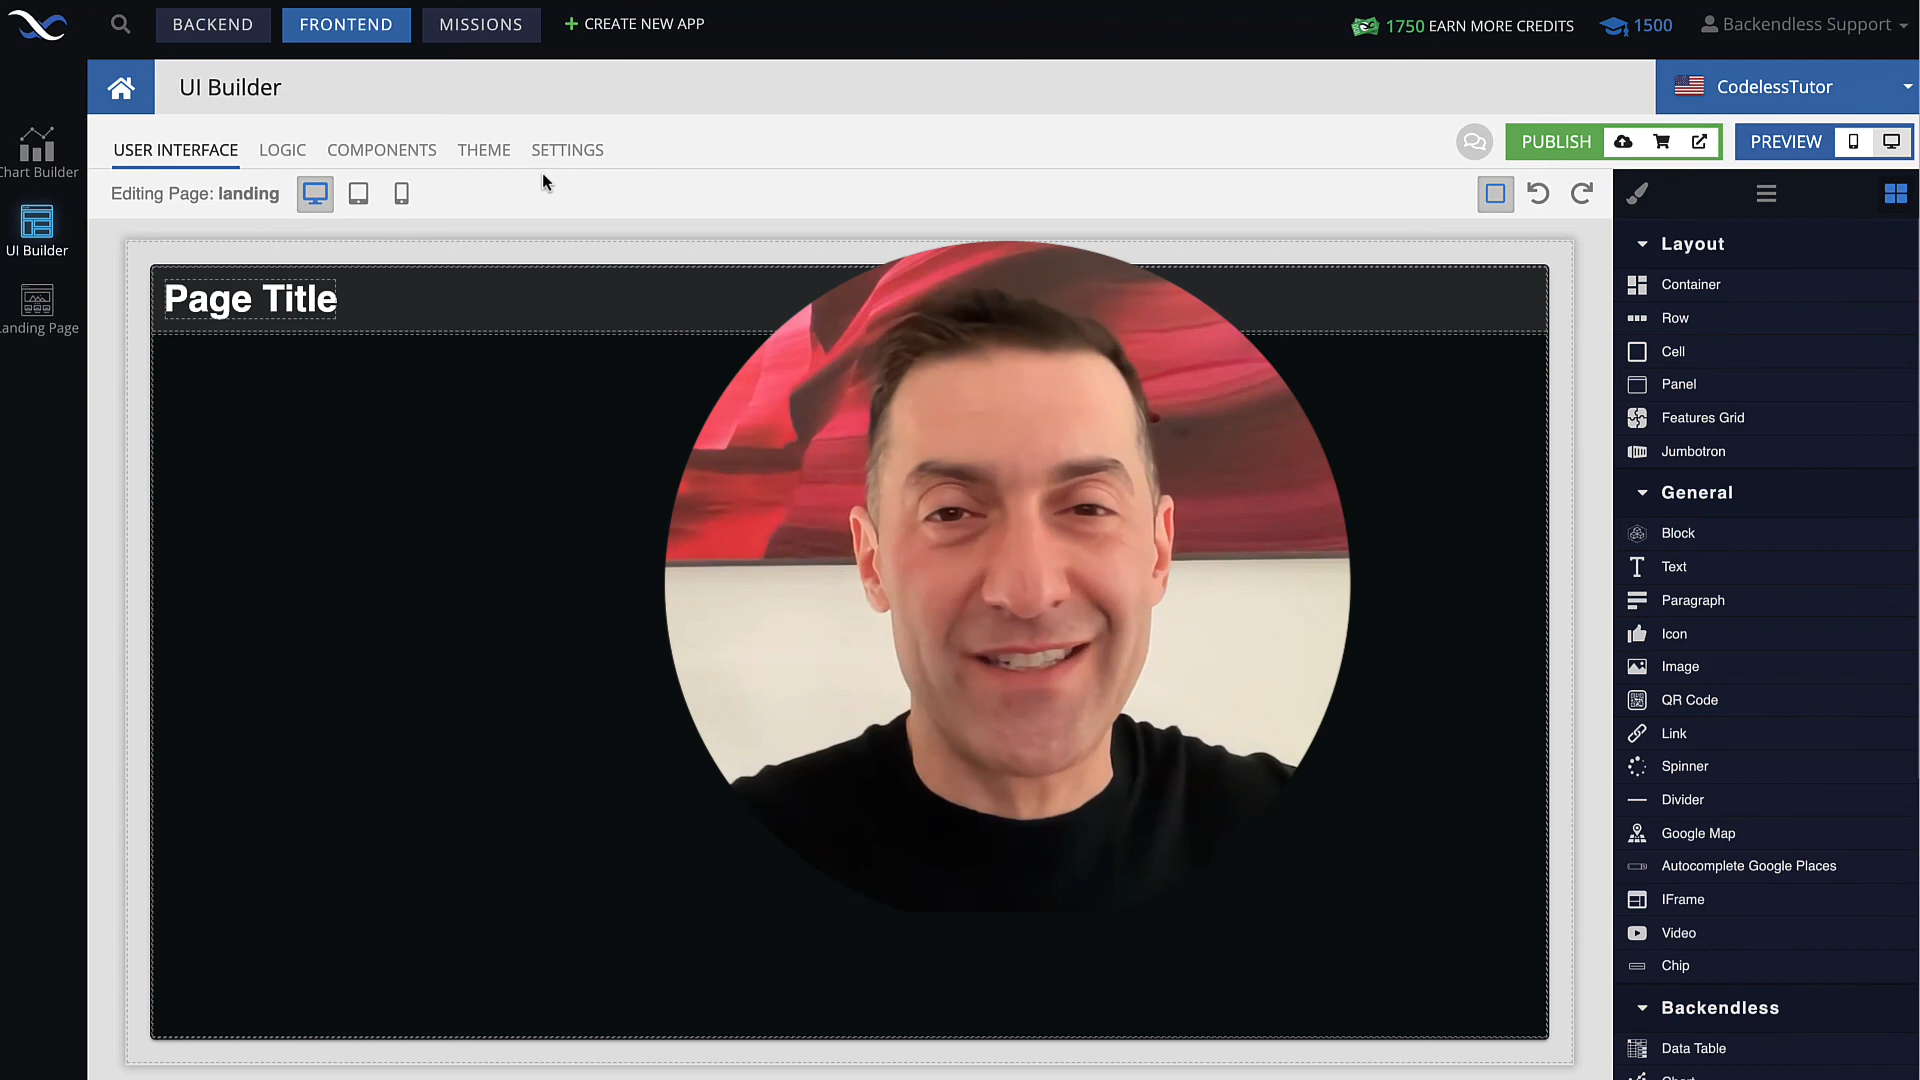 BACKEND
FRONTEND
MISSIONS
+ CREATE NEW APP
1750 EARN MORE CREDITS
1500
Backendless Support
UI Builder
CodelessTutor
USER INTERFACE
LOGIC
COMPONENTS
THEME
SETTINGS
PUBLISH
PREVIEW
Editing Page: landing
Chart Builder
UI Builder
Landing Page
Page Title
Layout
Container
Row
Cell
Panel
Features Grid
Jumbotron
General
Block
Text
Paragraph
Icon
Image
QR Code
Link
Spinner
Divider
Google Map
Autocomplete Google Places
IFrame
Video
Chip
Backendless
Data Table